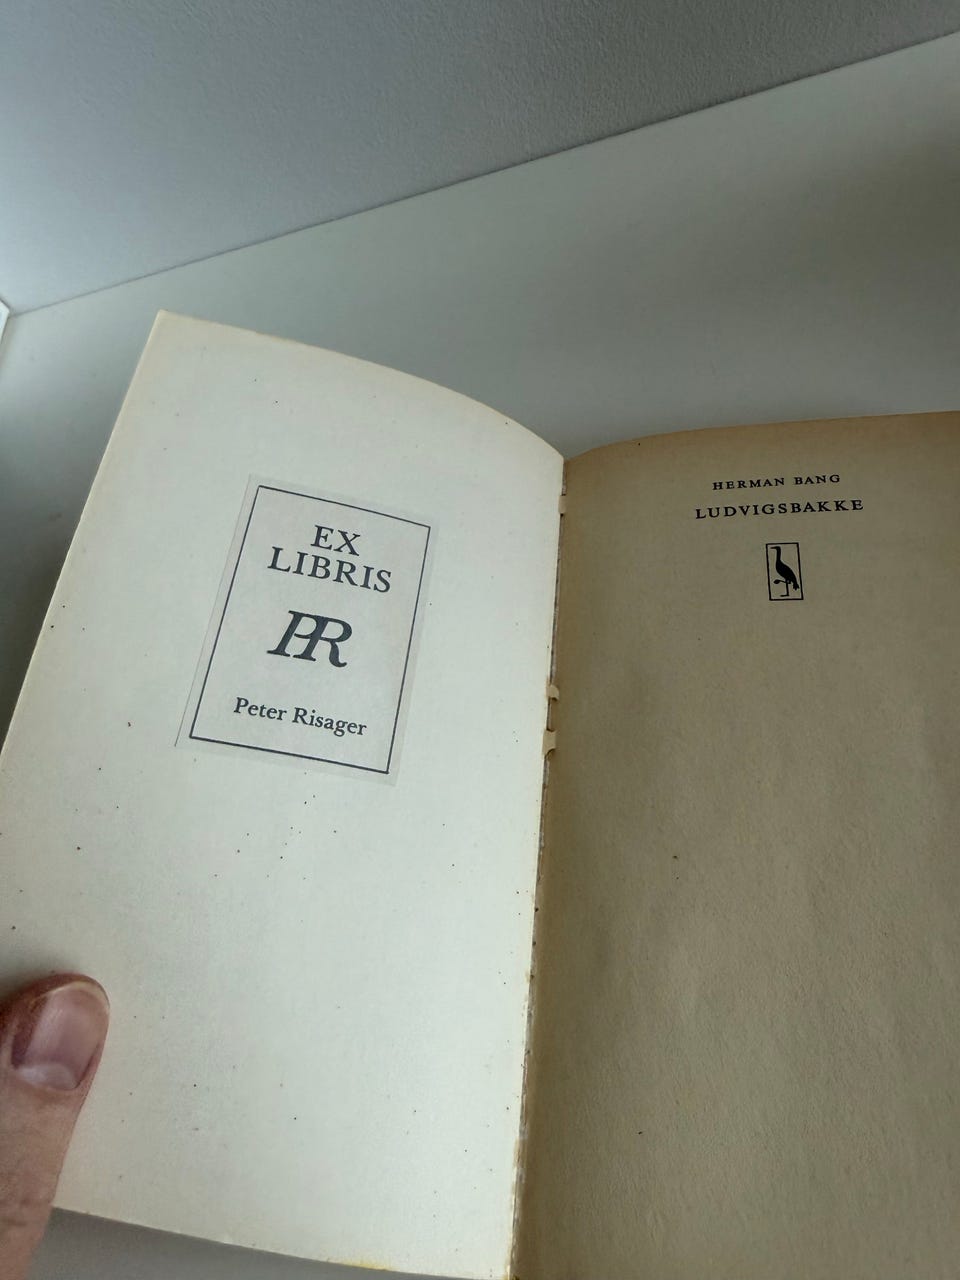 EX
LIBRIS
PR
Peter Risager
HERMAN BANG
LUDVIGSBAKKE